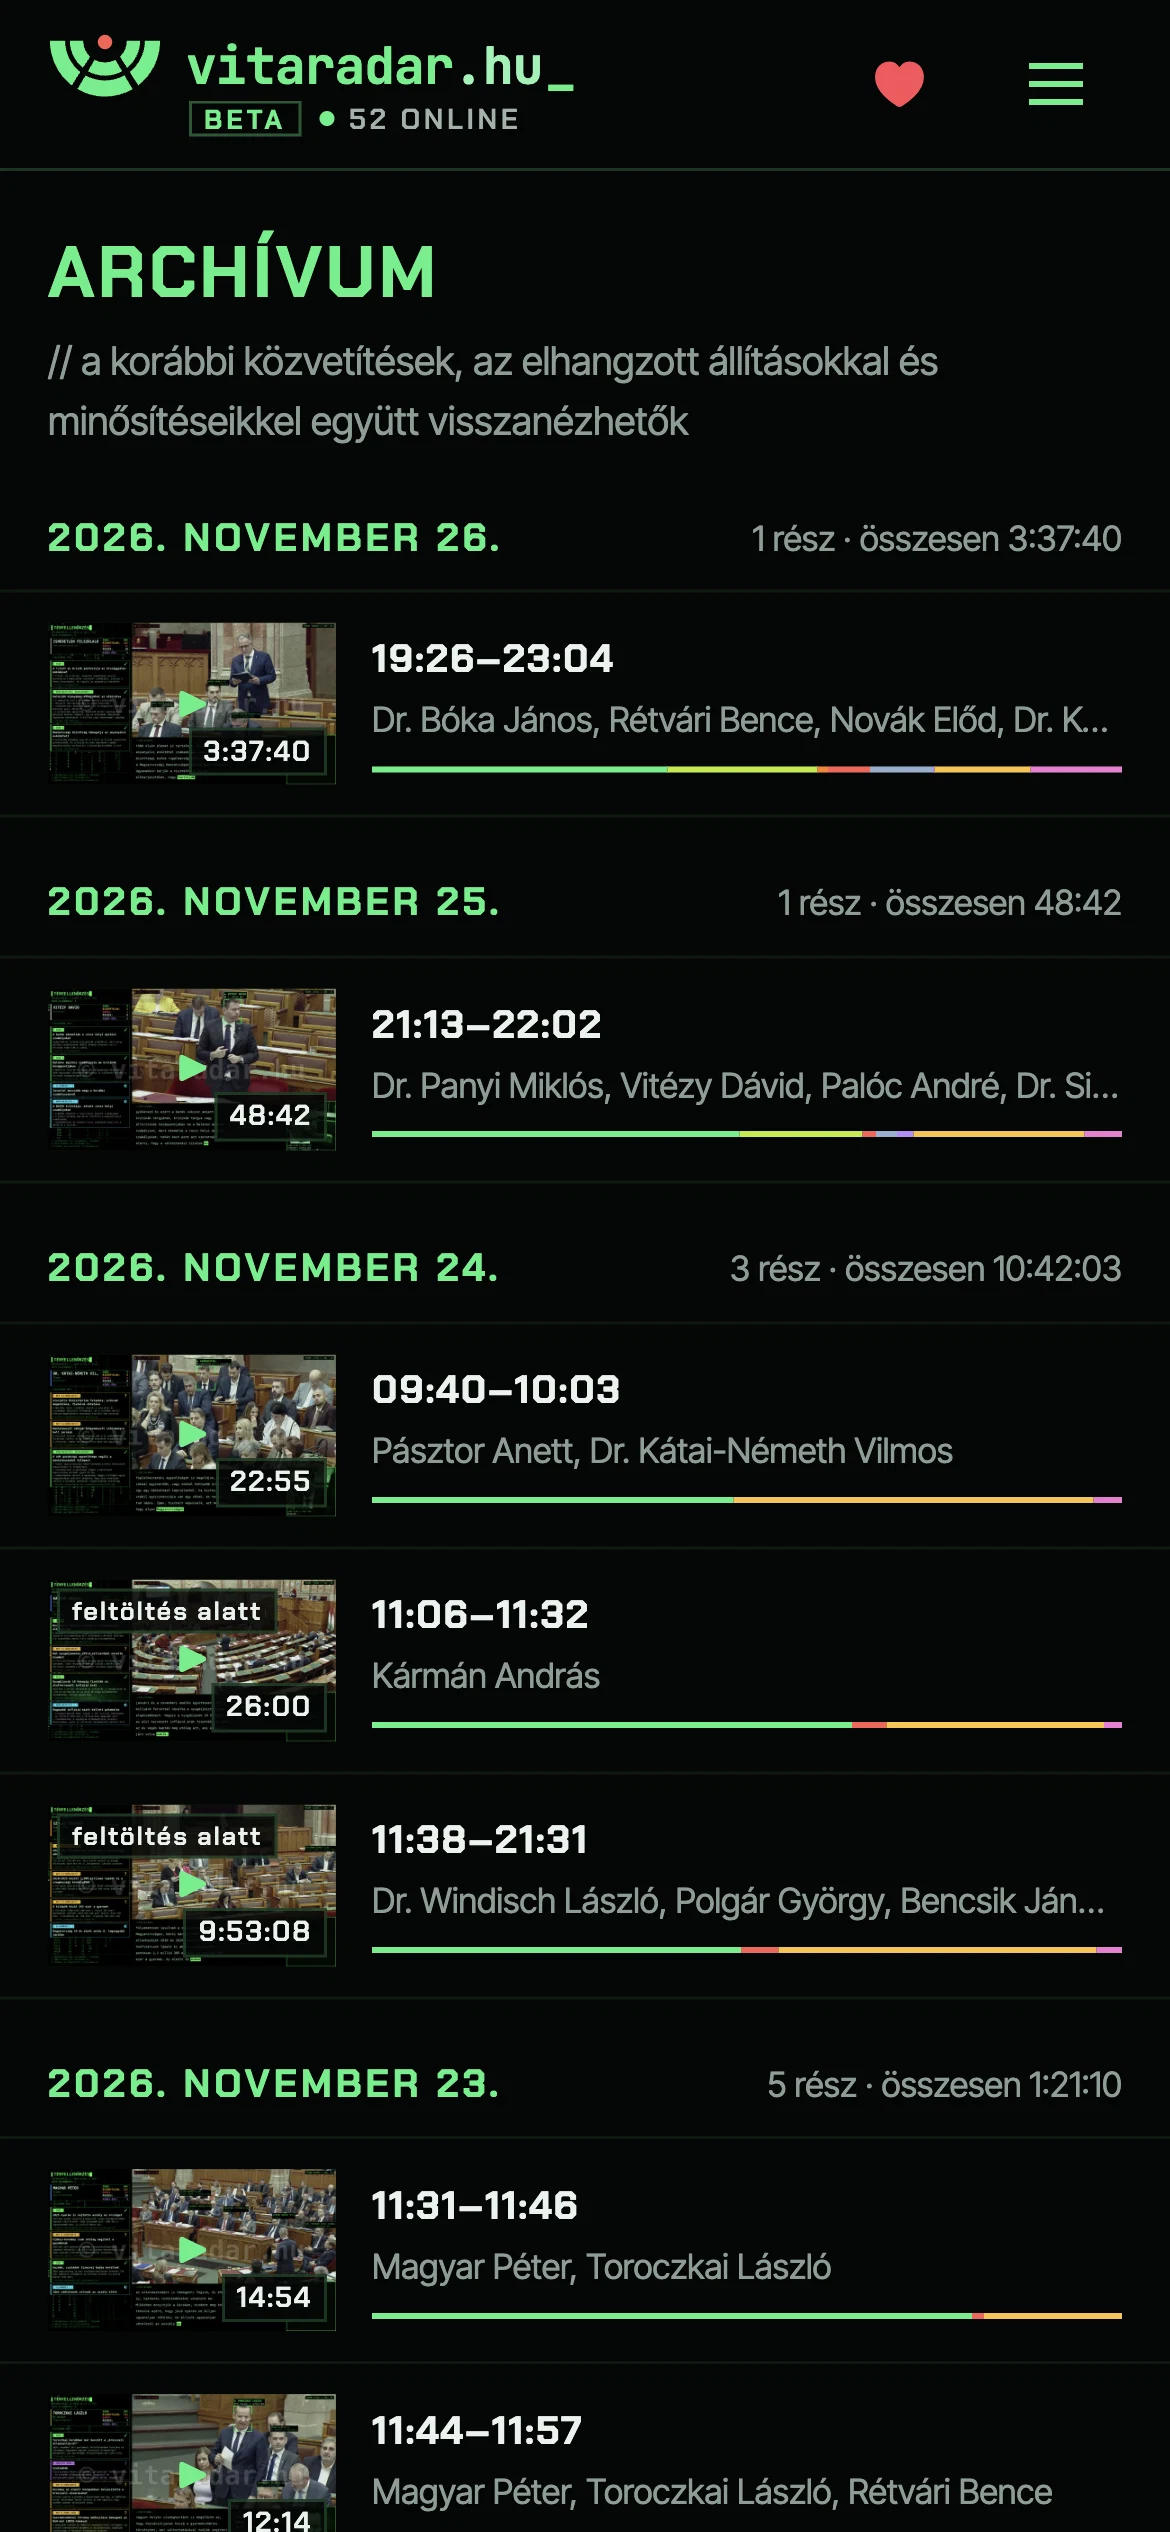 vitaradar.hu_
BETA
52 ONLINE
ARCHÍVUM
// a korábbi közvetítések, az elhangzott állításokkal és
minősítéseikkel együtt visszanézhetők
2026. NOVEMBER 26.
1 rész · összesen 3:37:40
3:37:40
19:26–23:04
Dr. Bóka János, Rétvári Bence, Novák Előd, Dr. K...
2026. NOVEMBER 25.
1 rész · összesen 48:42
48:42
21:13–22:02
Dr. Panyi Miklós, Vitézy Dávid, Palóc André, Dr. Si...
2026. NOVEMBER 24.
3 rész · összesen 10:42:03
22:55
09:40–10:03
Pásztor Anett, Dr. Kátai-Németh Vilmos
feltöltés alatt
26:00
11:06–11:32
Kármán András
feltöltés alatt
9:53:08
11:38–21:31
Dr. Windisch László, Polgár György, Bencsik Ján...
2026. NOVEMBER 23.
5 rész · összesen 1:21:10
14:54
11:31–11:46
Magyar Péter, Toroczkai László
12:14
11:44–11:57
Magyar Péter, Toroczkai László, Rétvári Bence